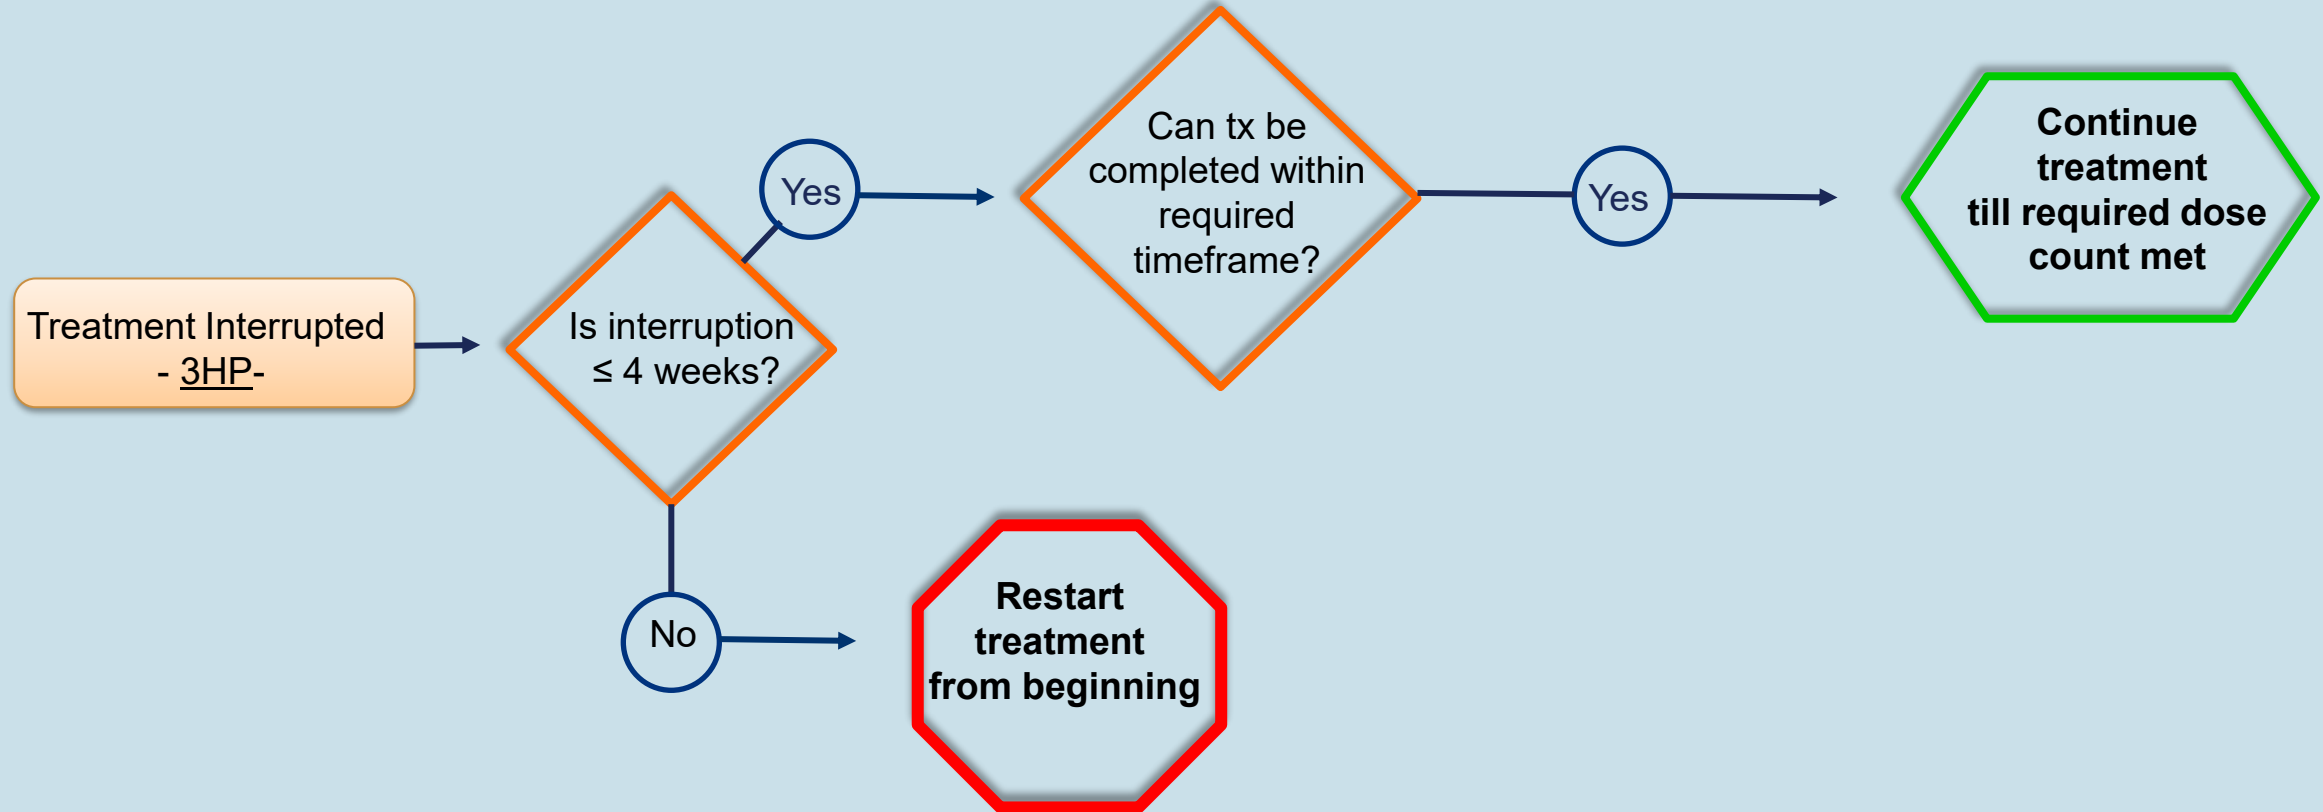 Treatment Interrupted
- 3HP-
Is interruption
≤ 4 weeks?
Yes
Can tx be
completed within
required
timeframe?
Yes
Continue
treatment
till required dose
count met
No
Restart
treatment
from beginning